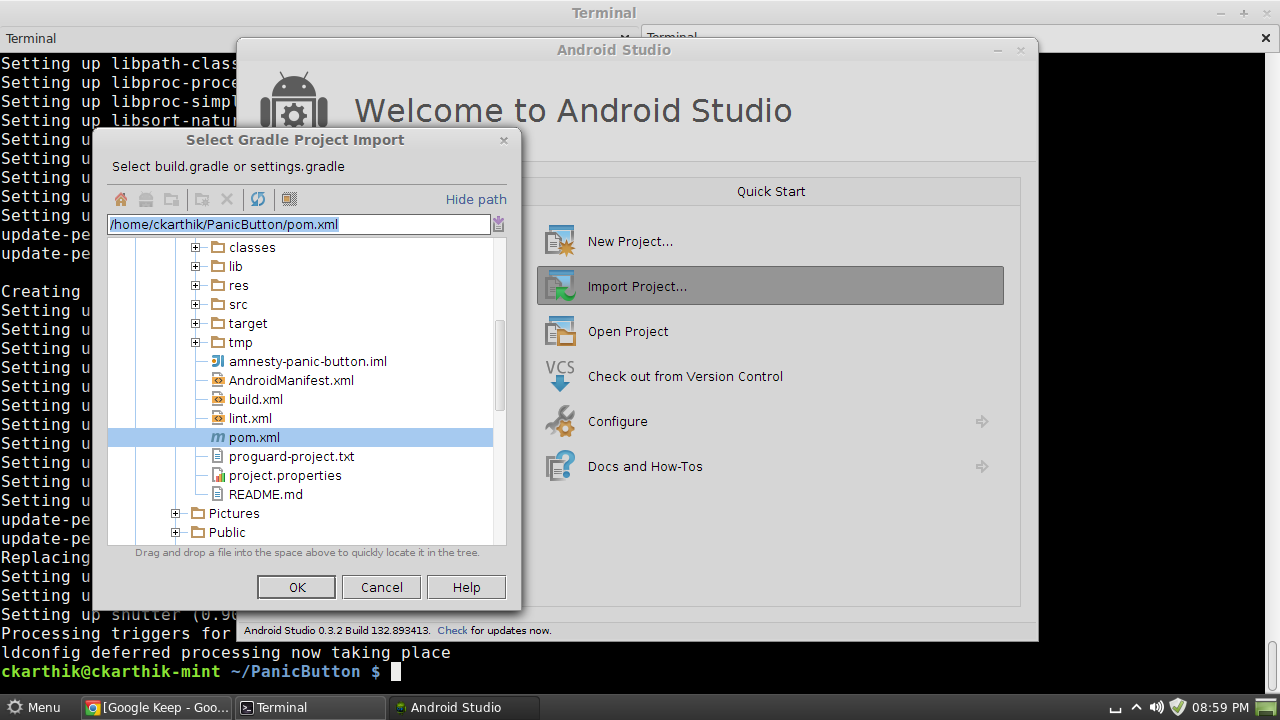 Terminal
Terminal
Terminal
Android Studio
Setting up libpath-class
Setting up libproc-proce
Setting up libproc-simpl
Setting up libsort-natur
Setting u
Setting u
Setting u
Setting u
Setting u
update-pe
update-pe
Creating
Setting u
Setting u
Setting u
Setting u
Setting u
Setting u
Setting u
Setting u
Setting u
Setting u
Setting u
update-pe
update-pe
Replacing
Setting u
Setting u
Setting up shutter (0.90
Processing triggers for
ldconfig deferred processing now taking place
ckarthik@ckarthik-mint ~/PanicButton $
Welcome to Android Studio
Select Gradle Project Import
Select build.gradle or settings.gradle
Hide path
/home/ckarthik/PanicButton/pom.xml
classes
lib
res
src
target
tmp
amnesty-panic-button.iml
AndroidManifest.xml
build.xml
lint.xml
m pom.xml
proguard-project.txt
project.properties
README.md
Pictures
Public
Drag and drop a file into the space above to quickly locate it in the tree.
OK Cancel Help
Quick Start
New Project...
Import Project...
Open Project
VCS Check out from Version Control
Configure
Docs and How-Tos
Android Studio 0.3.2 Build 132.893413. Check for updates now.
Menu [Google Keep - Goo... Terminal Android Studio 08:59 PM